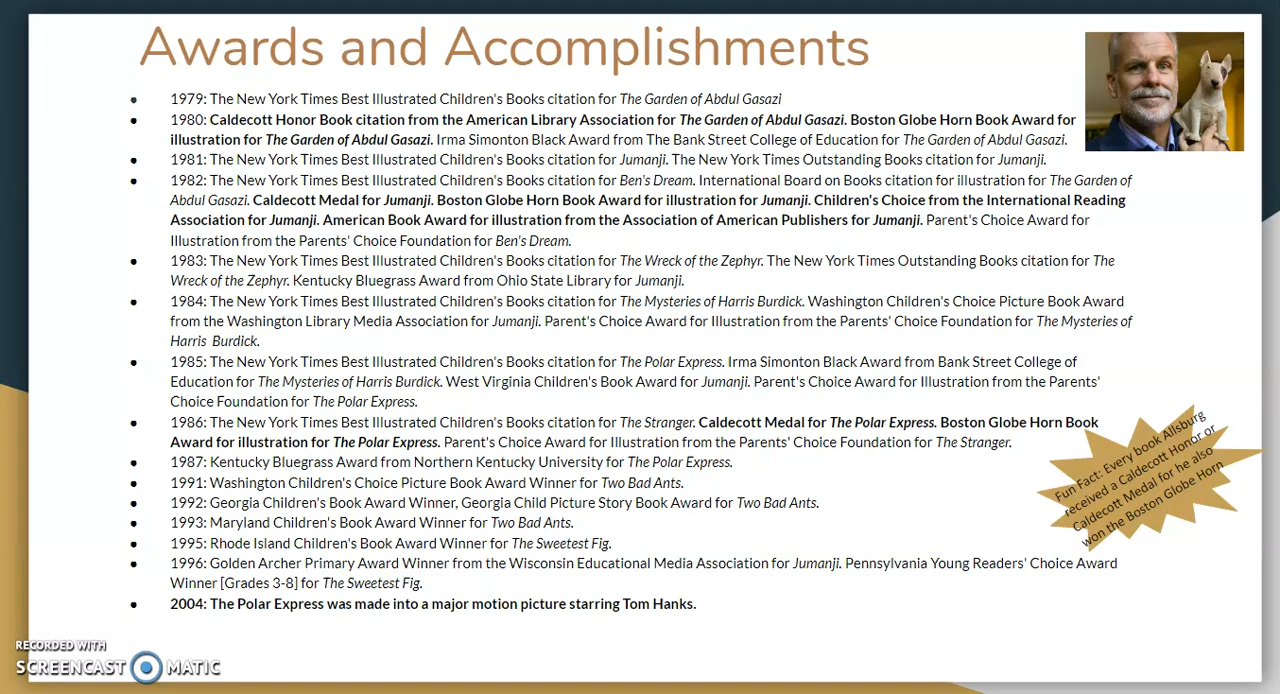 Awards and Accomplishments
● 1979: The New York Times Best Illustrated Children's Books citation for The Garden of Abdul Gasazi
● 1980: Caldecott Honor Book citation from the American Library Association for The Garden of Abdul Gasazi. Boston Globe Horn Book Award for
illustration for The Garden of Abdul Gasazi. Irma Simonton Black Award from The Bank Street College of Education for The Garden of Abdul Gasazi.
● 1981: The New York Times Best Illustrated Children's Books citation for Jumanji. The New York Times Outstanding Books citation for Jumanji.
● 1982: The New York Times Best Illustrated Children's Books citation for Ben's Dream. International Board on Books citation for illustration for The Garden of
Abdul Gasazi. Caldecott Medal for Jumanji. Boston Globe Horn Book Award for illustration for Jumanji. Children's Choice from the International Reading
Association for Jumanji. American Book Award for illustration from the Association of American Publishers for Jumanji. Parent's Choice Award for
Illustration from the Parents' Choice Foundation for Ben's Dream.
● 1983: The New York Times Best Illustrated Children's Books citation for The Wreck of the Zephyr. The New York Times Outstanding Books citation for The
Wreck of the Zephyr. Kentucky Bluegrass Award from Ohio State Library for Jumanji.
● 1984: The New York Times Best Illustrated Children's Books citation for The Mysteries of Harris Burdick. Washington Children's Choice Picture Book Award
from the Washington Library Media Association for Jumanji. Parent's Choice Award for Illustration from the Parents' Choice Foundation for The Mysteries of
Harris Burdick.
● 1985: The New York Times Best Illustrated Children's Books citation for The Polar Express. Irma Simonton Black Award from Bank Street College of
Education for The Mysteries of Harris Burdick. West Virginia Children's Book Award for Jumanji. Parent's Choice Award for Illustration from the Parents'
Choice Foundation for The Polar Express.
● 1986: The New York Times Best Illustrated Children's Books citation for The Stranger. Caldecott Medal for The Polar Express. Boston Globe Horn Book
Award for illustration for The Polar Express. Parent's Choice Award for Illustration from the Parents' Choice Foundation for The Stranger.
● 1987: Kentucky Bluegrass Award from Northern Kentucky University for The Polar Express.
● 1991: Washington Children's Choice Picture Book Award Winner for Two Bad Ants.
● 1992: Georgia Children's Book Award Winner, Georgia Child Picture Story Book Award for Two Bad Ants.
● 1993: Maryland Children's Book Award Winner for Two Bad Ants.
● 1995: Rhode Island Children's Book Award Winner for The Sweetest Fig.
● 1996: Golden Archer Primary Award Winner from the Wisconsin Educational Media Association for Jumanji. Pennsylvania Young Readers' Choice Award
Winner [Grades 3-8] for The Sweetest Fig.
● 2004: The Polar Express was made into a major motion picture starring Tom Hanks.
Fun Fact: Every book Allsburg
received a Caldecott Honor or
Caldecott Medal for he also
won the Boston Globe Horn
RECORDED WITH
SCREENCAST MATIC